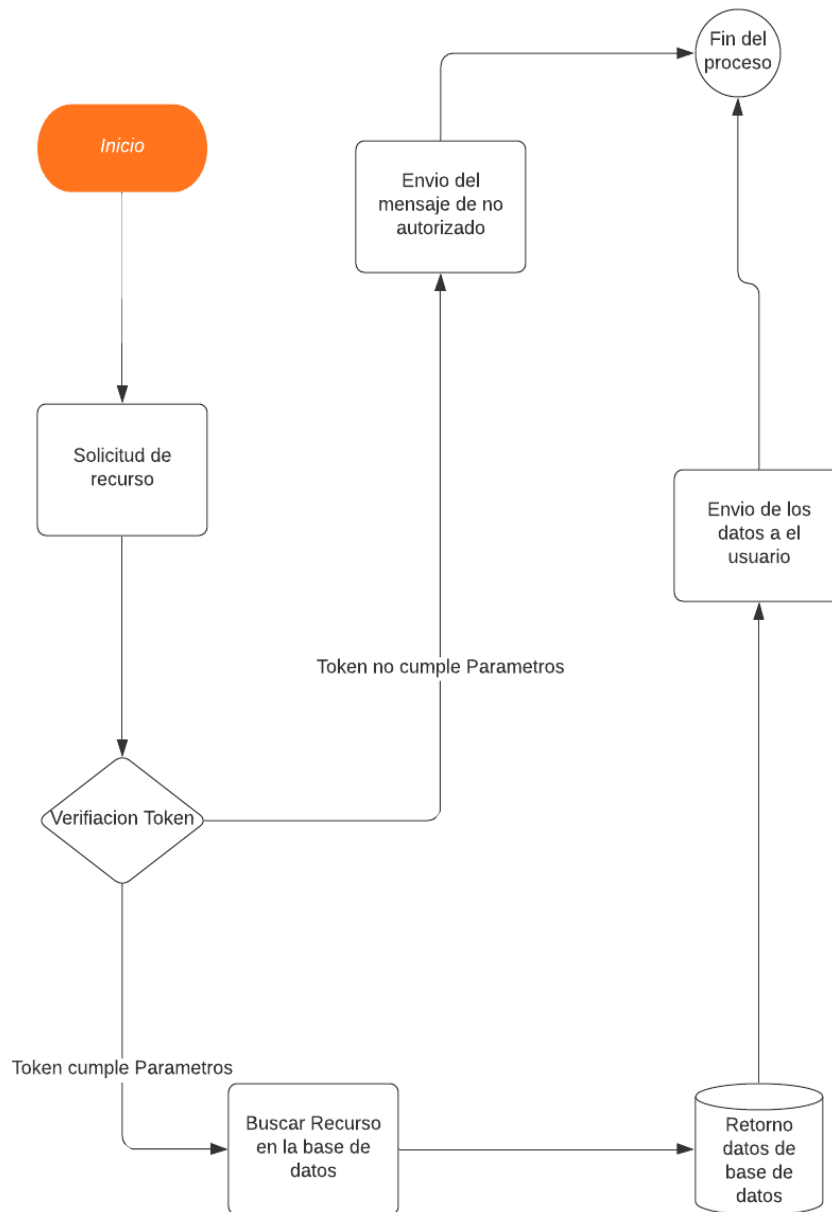 Fin del
proceso
Inicio
Envio del
mensaje de no
autorizado
Solicitud de
recurso
Envio de los
datos a el
usuario
Token no cumple Parametros
Verifiacion Token
Token cumple Parametros
Buscar Recurso
en la base de
datos
Retorno
datos de
base de
datos